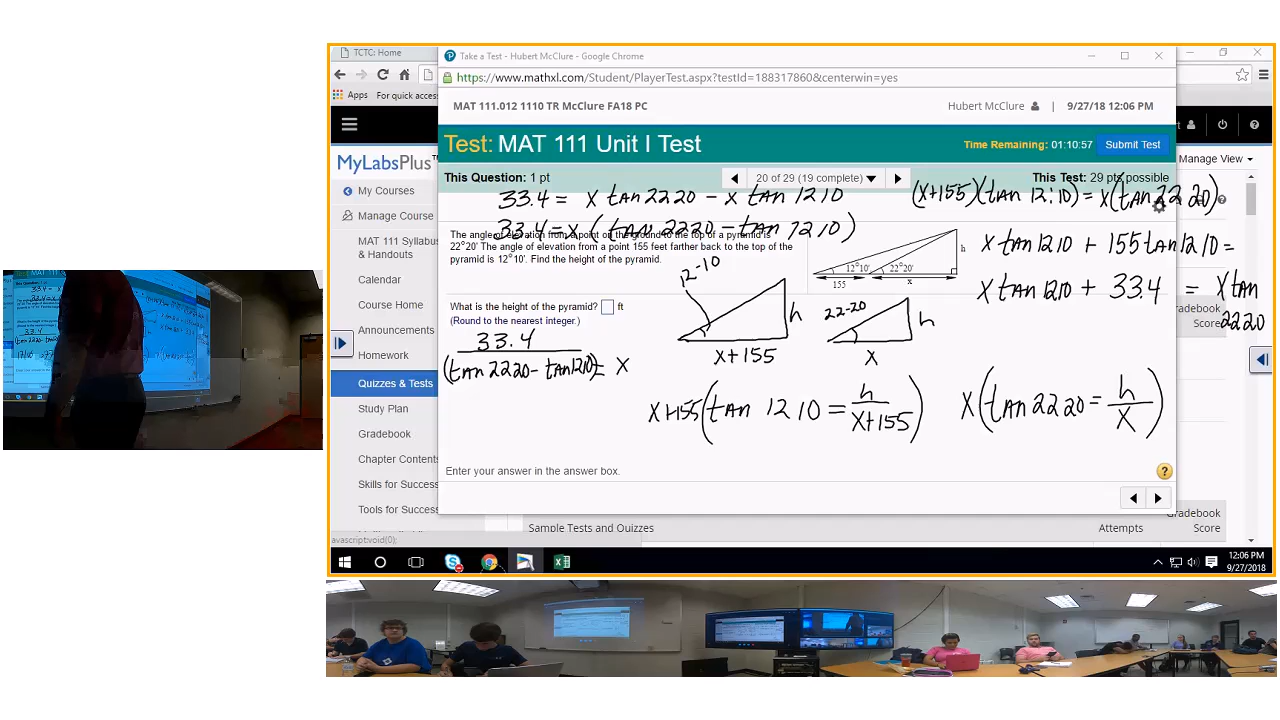 TCTC: Home
Take a Test - Hubert McClure - Google Chrome
https://www.mathxl.com/Student/PlayerTest.aspx?testId=188317860&centerwin=yes
Apps For quick access
MAT 111.012 1110 TR McClure FA18 PC
Hubert McClure | 9/27/18 12:06 PM
Test: MAT 111 Unit I Test
Time Remaining: 01:10:57 Submit Test
MyLabsPlus™
Manage View
This Question: 1 pt
20 of 29 (19 complete)
This Test: 29 pts possible
My Courses
Manage Course
MAT 111 Syllabus & Handouts
Calendar
Course Home
Announcements
Homework
Quizzes & Tests
Study Plan
Gradebook
Chapter Contents
Skills for Success
Tools for Success
33.4 = x tan 22 20 - x tan 12 10
33.4 = x (tan 22 20 - tan 12 10)
(x+155)(tan 12:10) = x(tan 22 20)
x tan 12 10 + 155 tan 12 10 =
x tan 12 10 + 33.4 = x tan 22 20
The angle of elevation from a point on the ground to the top of a pyramid is
22°20' The angle of elevation from a point 155 feet farther back to the top of the
pyramid is 12°10'. Find the height of the pyramid.
12°10' 22°20' h
155 x
12-10 h
x+155
22-20 h
x
What is the height of the pyramid? ft
(Round to the nearest integer.)
33.4
(tan 22 20 - tan 12 10) = x
x+155 (tan 12 10 = h / x+155)
x (tan 22 20 = h / x)
Enter your answer in the answer box.
Gradebook
Score
Sample Tests and Quizzes
Attempts
Gradebook
Score
javascript:void(0);
12:06 PM
9/27/2018